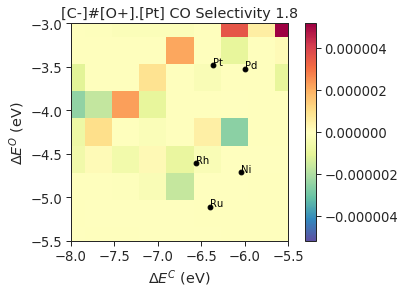 [C-]#[O+].[Pt] CO Selectivity 1.8
−3.0
−3.5
−4.0
−4.5
−5.0
−5.5
ΔE^O (eV)
Pt
Pd
Rh
Ni
Ru
−8.0 −7.5 −7.0 −6.5 −6.0 −5.5
ΔE^C (eV)
0.000004
0.000002
0.000000
−0.000002
−0.000004